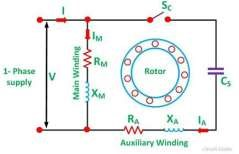 I
S_C
I_M
1- Phase
supply
V
Main Winding
R_M
X_M
Rotor
C_S
R_A
X_A
I_A
Auxiliary Winding